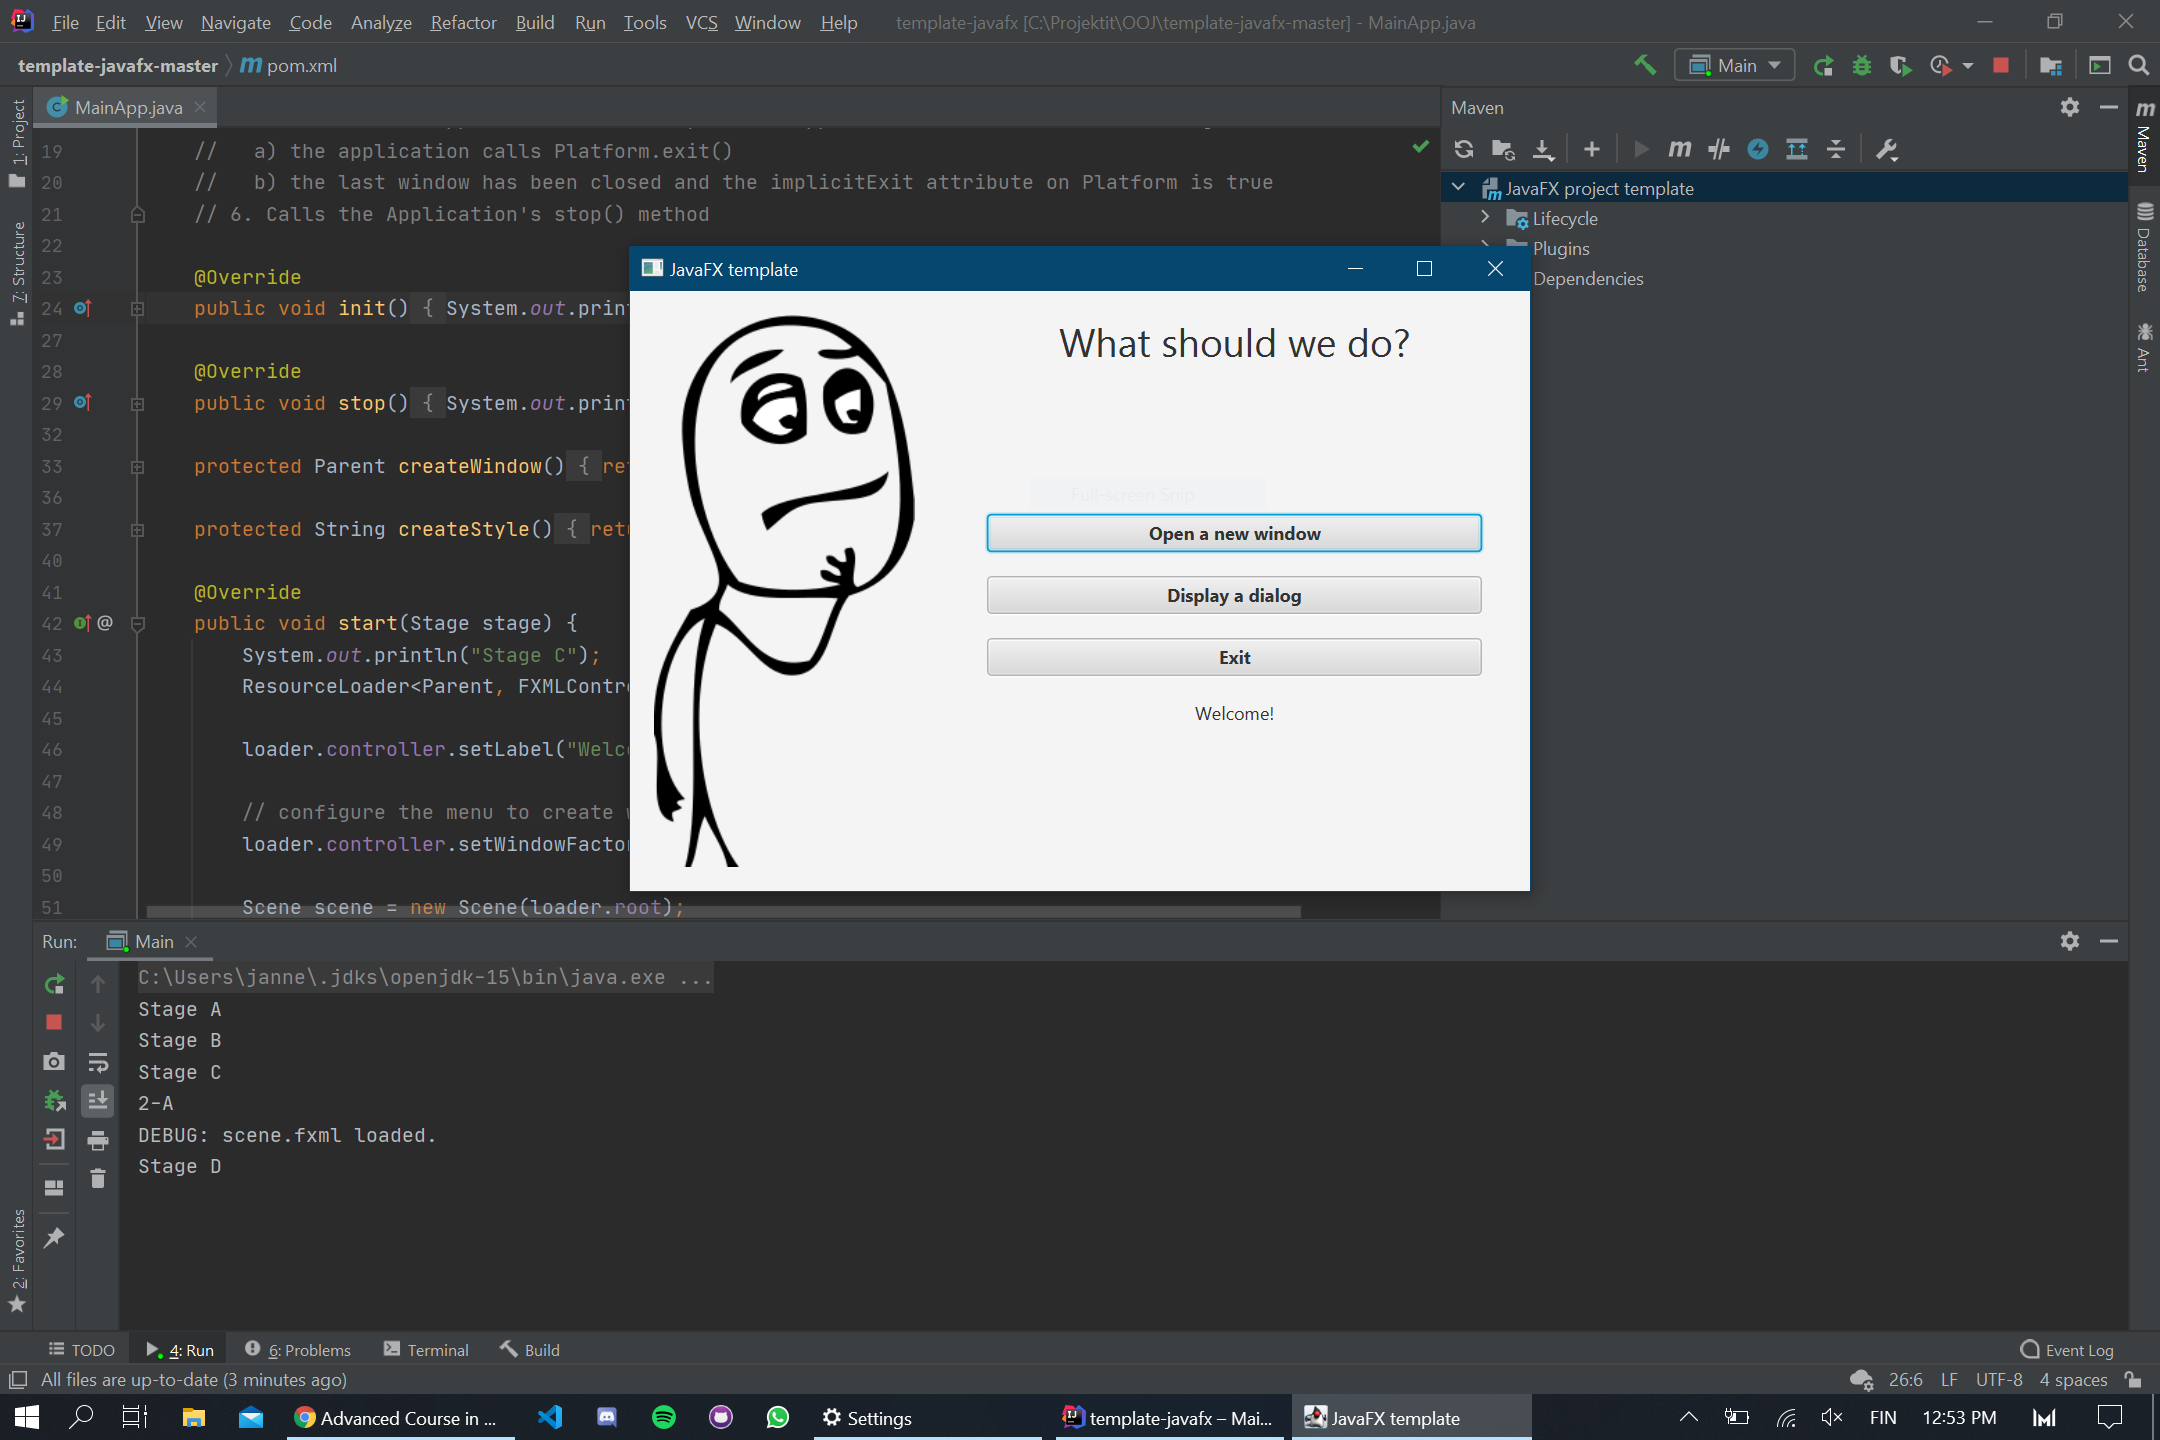 File Edit View Navigate Code Analyze Refactor Build Run Tools VCS Window Help template-javafx [C:\Projektit\OOJ\template-javafx-master] - MainApp.java
template-javafx-master m pom.xml Main
1: Project
7: Structure
2: Favorites
MainApp.java
19 // a) the application calls Platform.exit()
20 // b) the last window has been closed and the implicitExit attribute on Platform is true
21 // 6. Calls the Application's stop() method
22
23 @Override
24 public void init() { System.out.print
27
28 @Override
29 public void stop() { System.out.print
32
33 protected Parent createWindow() { ret
36
37 protected String createStyle() { retu
40
41 @Override
42 @ public void start(Stage stage) {
43 System.out.println("Stage C");
44 ResourceLoader<Parent, FXMLContro
45
46 loader.controller.setLabel("Welco
47
48 // configure the menu to create w
49 loader.controller.setWindowFactor
50
51 Scene scene = new Scene(loader.root);
Maven
JavaFX project template
Lifecycle
Plugins
Dependencies
m Maven
Database
Ant
JavaFX template
What should we do?
Full-screen Snip
Open a new window
Display a dialog
Exit
Welcome!
Run: Main
C:\Users\janne\.jdks\openjdk-15\bin\java.exe ...
Stage A
Stage B
Stage C
2-A
DEBUG: scene.fxml loaded.
Stage D
TODO 4: Run 6: Problems Terminal Build Event Log
All files are up-to-date (3 minutes ago) 26:6 LF UTF-8 4 spaces
Advanced Course in ... Settings template-javafx – Mai... JavaFX template FIN 12:53 PM